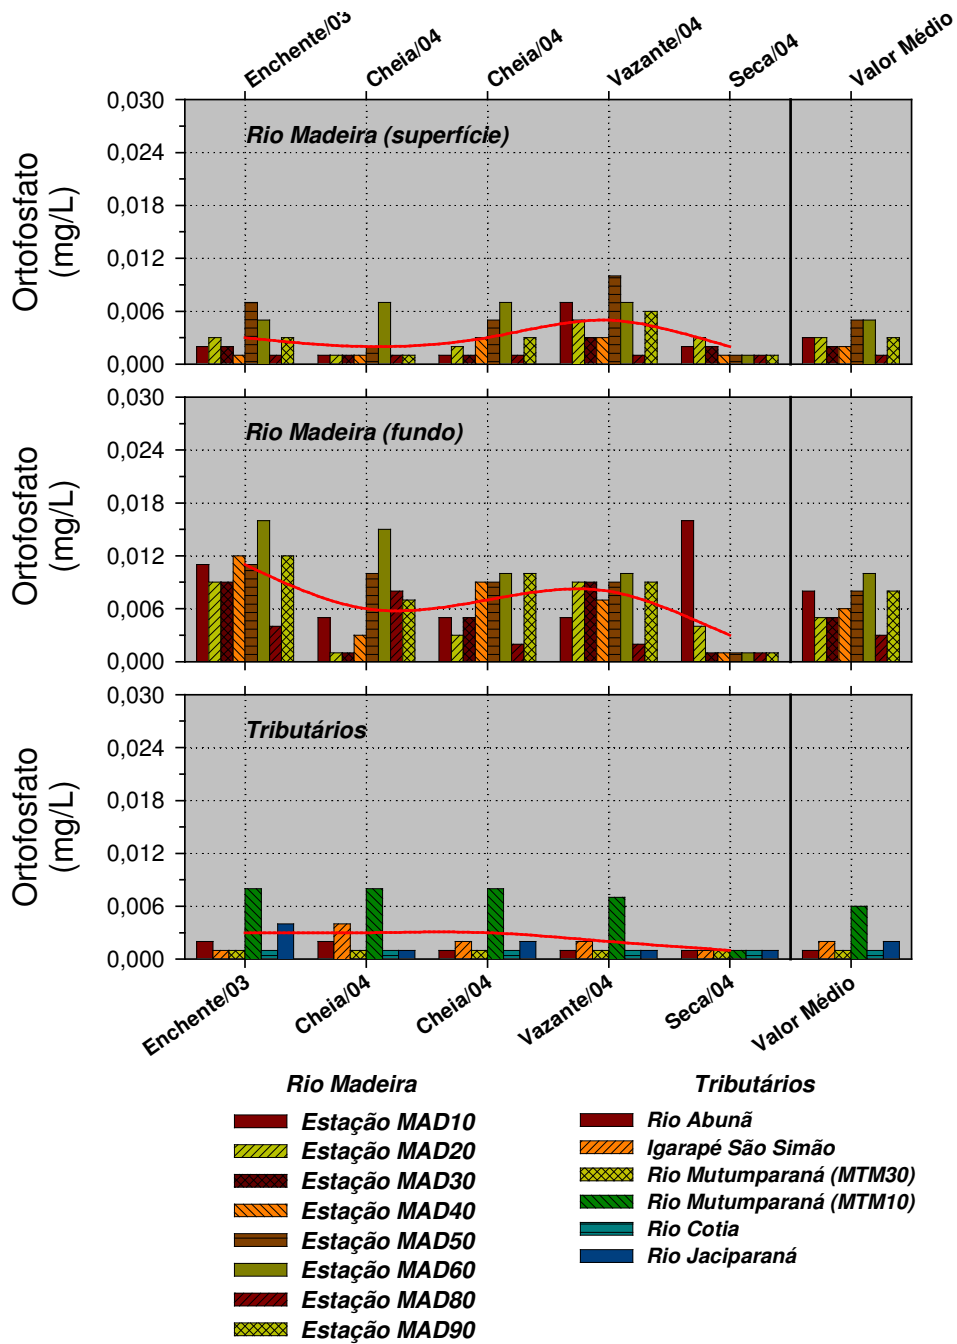 Enchente/03
Cheia/04
Cheia/04
Vazante/04
Seca/04
Valor Médio
Ortofosfato
(mg/L)
0,030
0,024
0,018
0,012
0,006
0,000
Rio Madeira (superfície)
Ortofosfato
(mg/L)
0,030
0,024
0,018
0,012
0,006
0,000
Rio Madeira (fundo)
Ortofosfato
(mg/L)
0,030
0,024
0,018
0,012
0,006
0,000
Tributários
Enchente/03
Cheia/04
Cheia/04
Vazante/04
Seca/04
Valor Médio
Rio Madeira
Estação MAD10
Estação MAD20
Estação MAD30
Estação MAD40
Estação MAD50
Estação MAD60
Estação MAD80
Estação MAD90
Tributários
Rio Abunã
Igarapé São Simão
Rio Mutumparaná (MTM30)
Rio Mutumparaná (MTM10)
Rio Cotia
Rio Jaciparaná